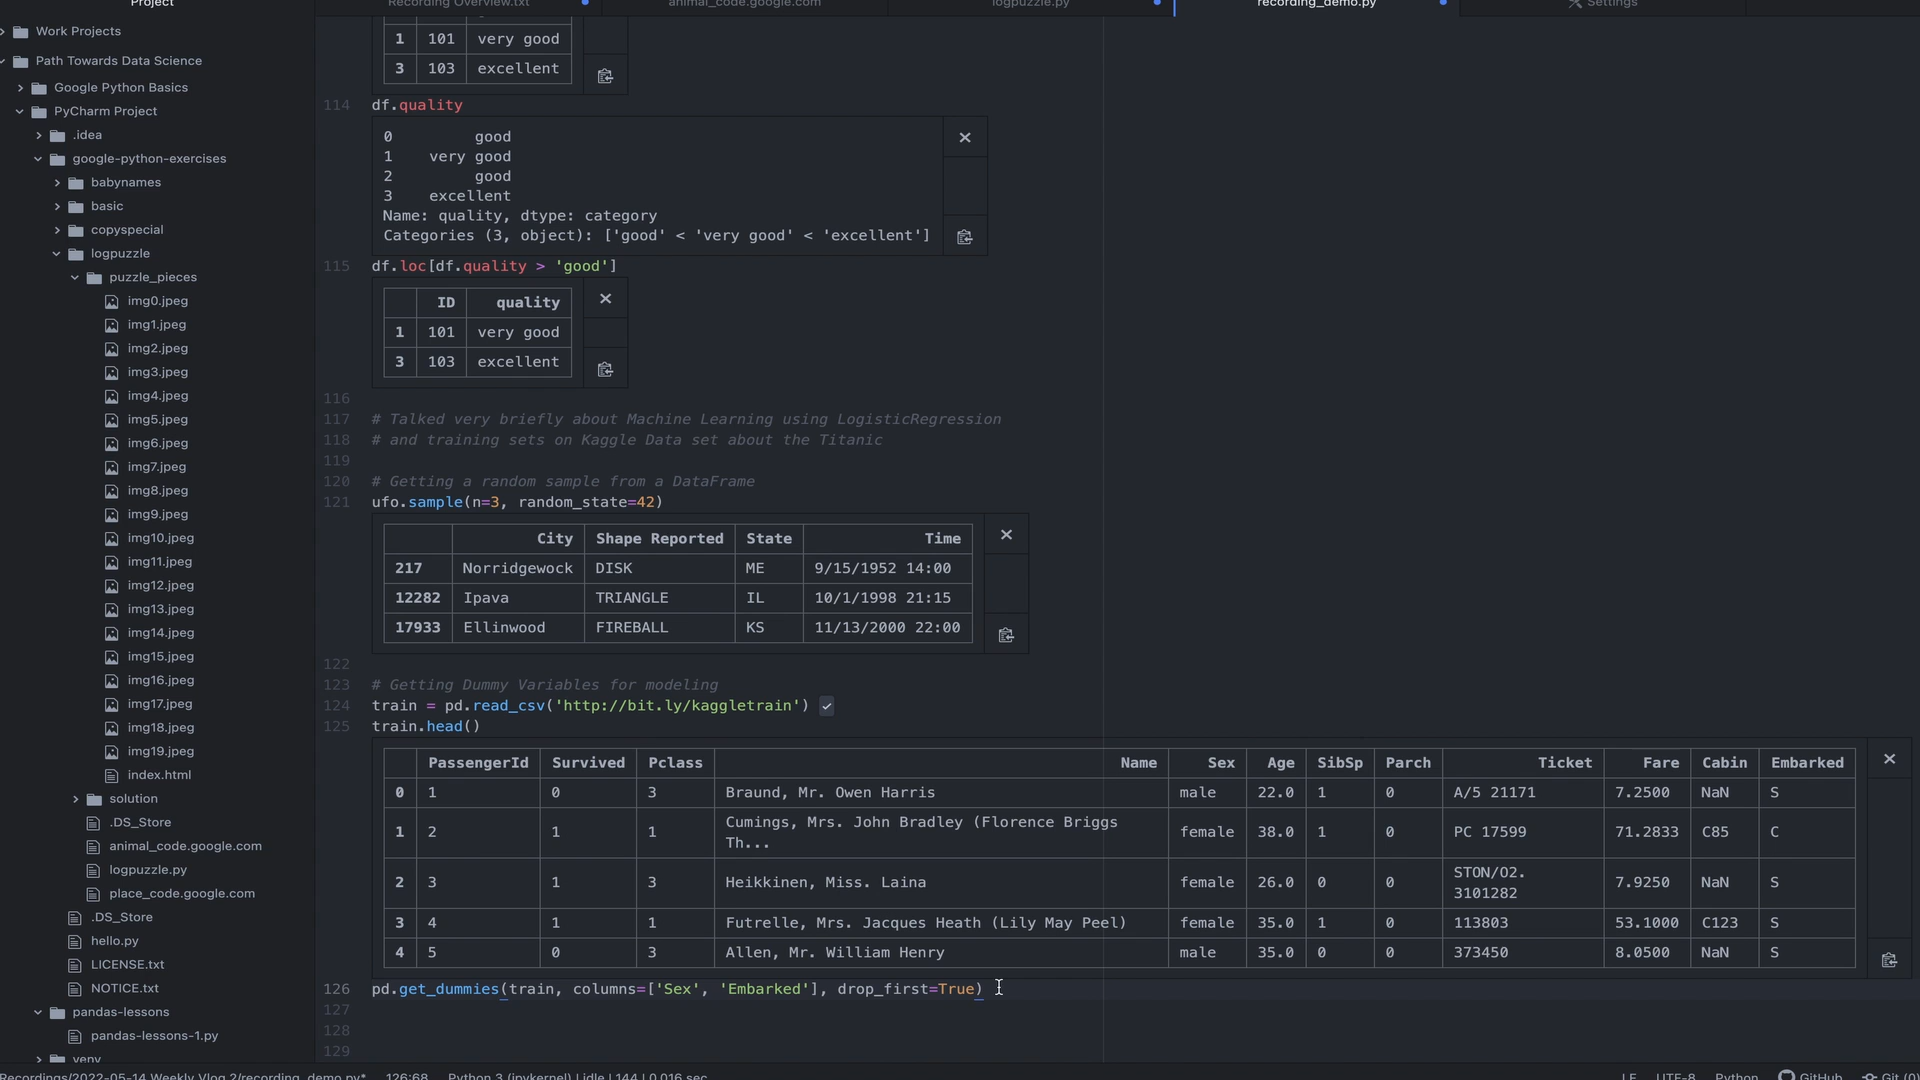 Project
Recording Overview.txt
animal_code.google.com
logpuzzle.py
recording_demo.py
Settings
Work Projects
Path Towards Data Science
Google Python Basics
PyCharm Project
.idea
google-python-exercises
babynames
basic
copyspecial
logpuzzle
puzzle_pieces
img0.jpeg
img1.jpeg
img2.jpeg
img3.jpeg
img4.jpeg
img5.jpeg
img6.jpeg
img7.jpeg
img8.jpeg
img9.jpeg
img10.jpeg
img11.jpeg
img12.jpeg
img13.jpeg
img14.jpeg
img15.jpeg
img16.jpeg
img17.jpeg
img18.jpeg
img19.jpeg
index.html
solution
.DS_Store
animal_code.google.com
logpuzzle.py
place_code.google.com
.DS_Store
hello.py
LICENSE.txt
NOTICE.txt
pandas-lessons
pandas-lessons-1.py
venv
1 101 very good
3 103 excellent
114 df.quality
0 good
1 very good
2 good
3 excellent
Name: quality, dtype: category
Categories (3, object): ['good' < 'very good' < 'excellent']
115 df.loc[df.quality > 'good']
ID quality
1 101 very good
3 103 excellent
116
117 # Talked very briefly about Machine Learning using LogisticRegression
118 # and training sets on Kaggle Data set about the Titanic
119
120 # Getting a random sample from a DataFrame
121 ufo.sample(n=3, random_state=42)
City Shape Reported State Time
217 Norridgewock DISK ME 9/15/1952 14:00
12282 Ipava TRIANGLE IL 10/1/1998 21:15
17933 Ellinwood FIREBALL KS 11/13/2000 22:00
122
123 # Getting Dummy Variables for modeling
124 train = pd.read_csv('http://bit.ly/kaggletrain')
125 train.head()
PassengerId Survived Pclass Name Sex Age SibSp Parch Ticket Fare Cabin Embarked
0 1 0 3 Braund, Mr. Owen Harris male 22.0 1 0 A/5 21171 7.2500 NaN S
1 2 1 1 Cumings, Mrs. John Bradley (Florence Briggs Th... female 38.0 1 0 PC 17599 71.2833 C85 C
2 3 1 3 Heikkinen, Miss. Laina female 26.0 0 0 STON/O2. 3101282 7.9250 NaN S
3 4 1 1 Futrelle, Mrs. Jacques Heath (Lily May Peel) female 35.0 1 0 113803 53.1000 C123 S
4 5 0 3 Allen, Mr. William Henry male 35.0 0 0 373450 8.0500 NaN S
126 pd.get_dummies(train, columns=['Sex', 'Embarked'], drop_first=True)
127
128
129
Recordings/2022-05-14 Weekly Vlog 2/recording_demo.py* 126:68 Python 3 (ipykernel) | idle | 144 | 0.016 sec LF UTF-8 Python GitHub Git (0)